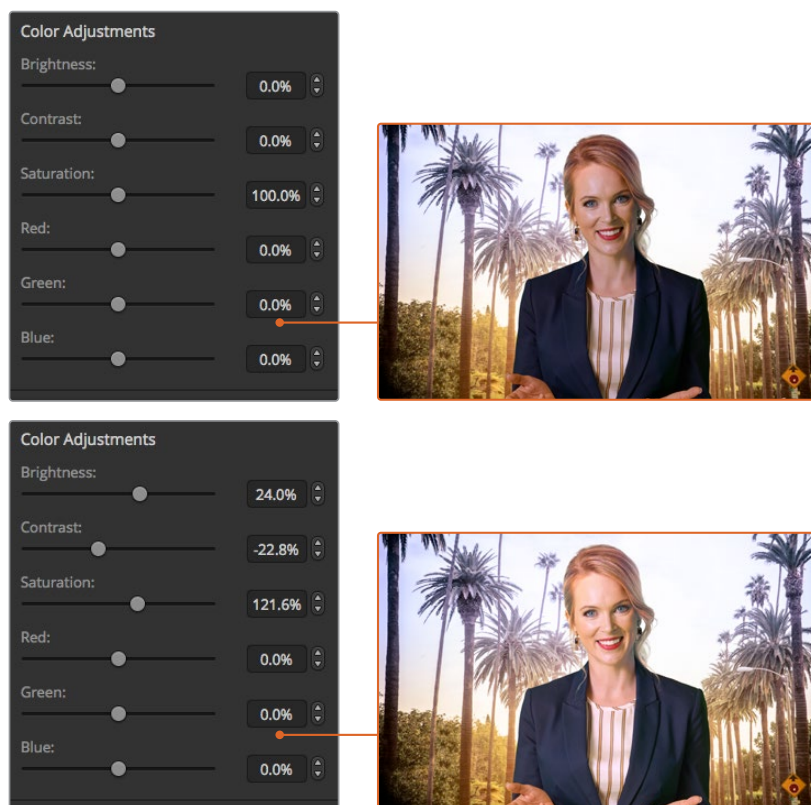 Color Adjustments
Brightness:
0.0%
Contrast:
0.0%
Saturation:
100.0%
Red:
0.0%
Green:
0.0%
Blue:
0.0%
Color Adjustments
Brightness:
24.0%
Contrast:
-22.8%
Saturation:
121.6%
Red:
0.0%
Green:
0.0%
Blue:
0.0%